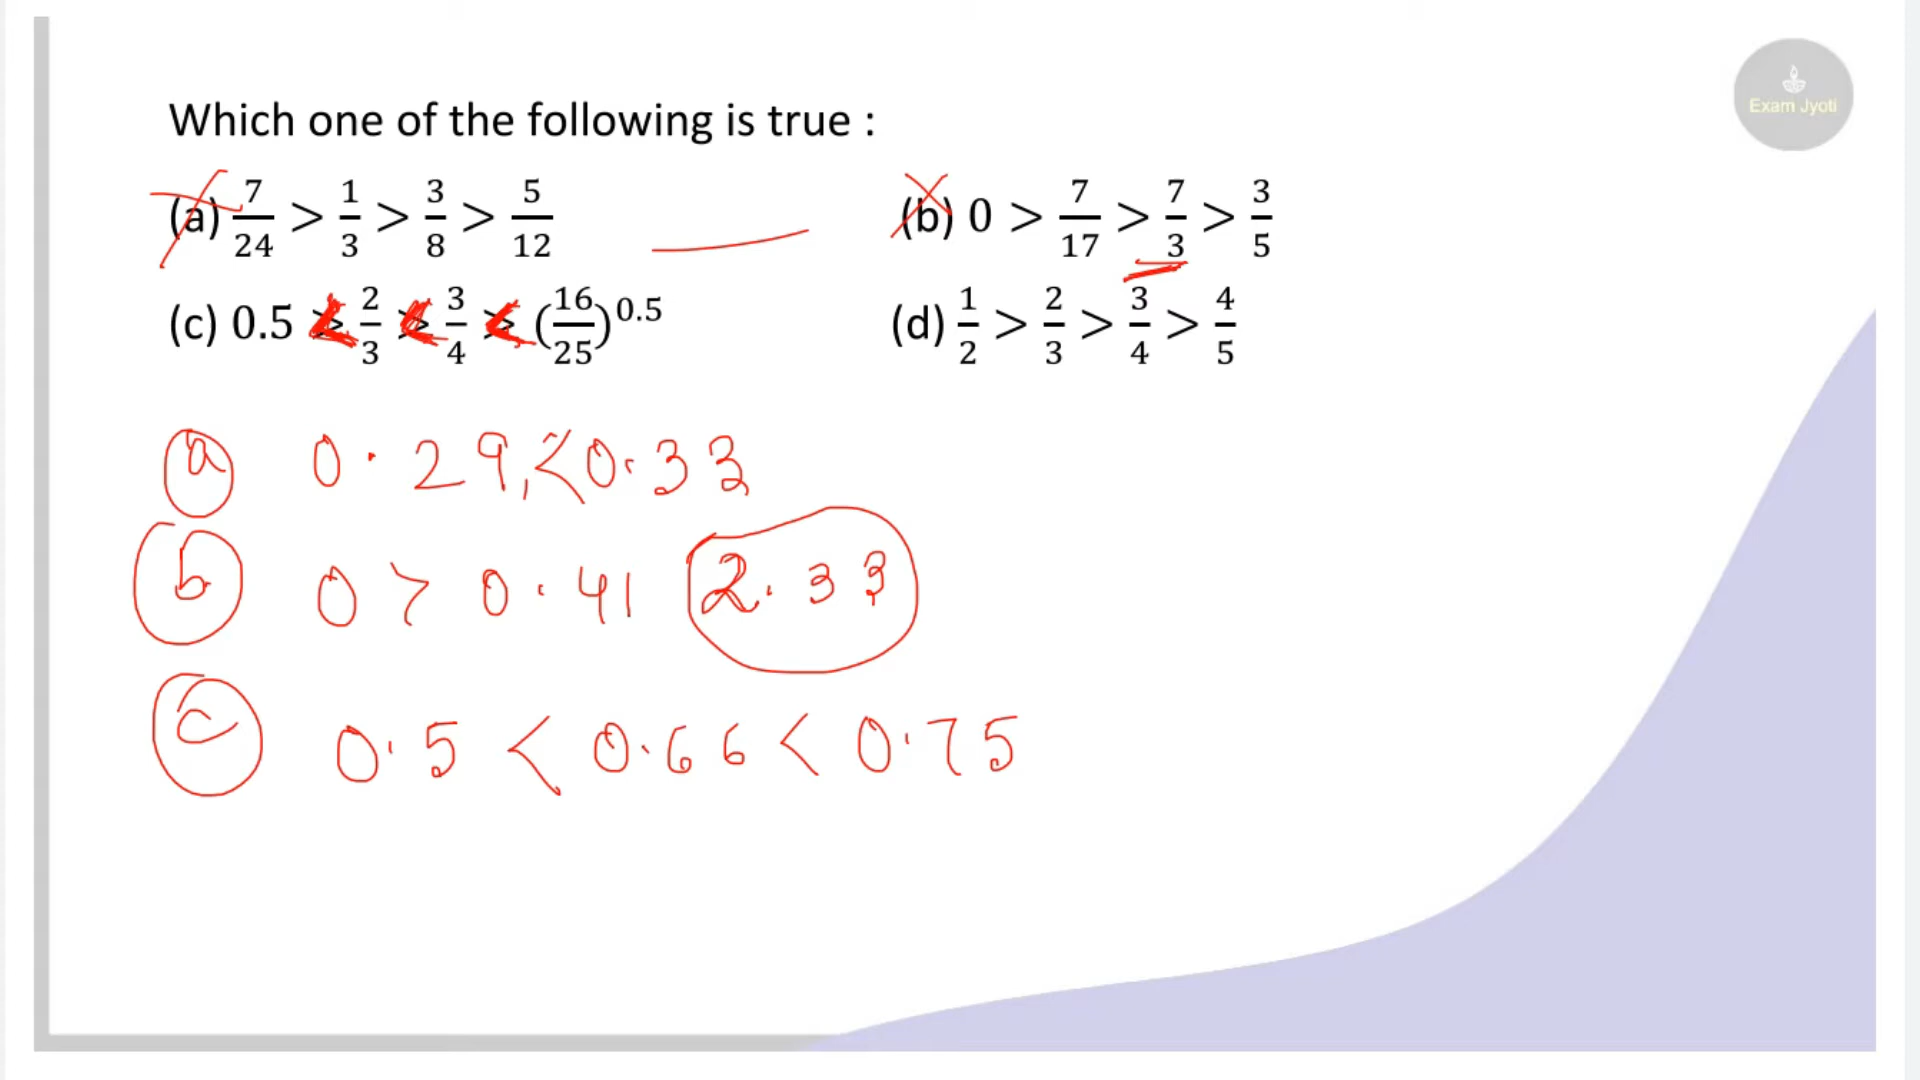 Exam Jyoti
Which one of the following is true :
(a) 7/24 > 1/3 > 3/8 > 5/12
(b) 0 > 7/17 > 7/3 > 3/5
(c) 0.5 < 2/3 < 3/4 < (16/25)^0.5
(d) 1/2 > 2/3 > 3/4 > 4/5
a 0.29, < 0.33
b 0 > 0.41 2.33
c 0.5 < 0.66 < 0.75